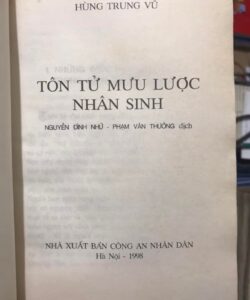 HÙNG TRUNG VŨ
TÔN TỬ MƯU LƯỢC
NHÂN SINH
NGUYỄN ĐÌNH NHỮ - PHẠM VĂN THƯỞNG dịch
NHÀ XUẤT BẢN CÔNG AN NHÂN DÂN
Hà Nội - 1998